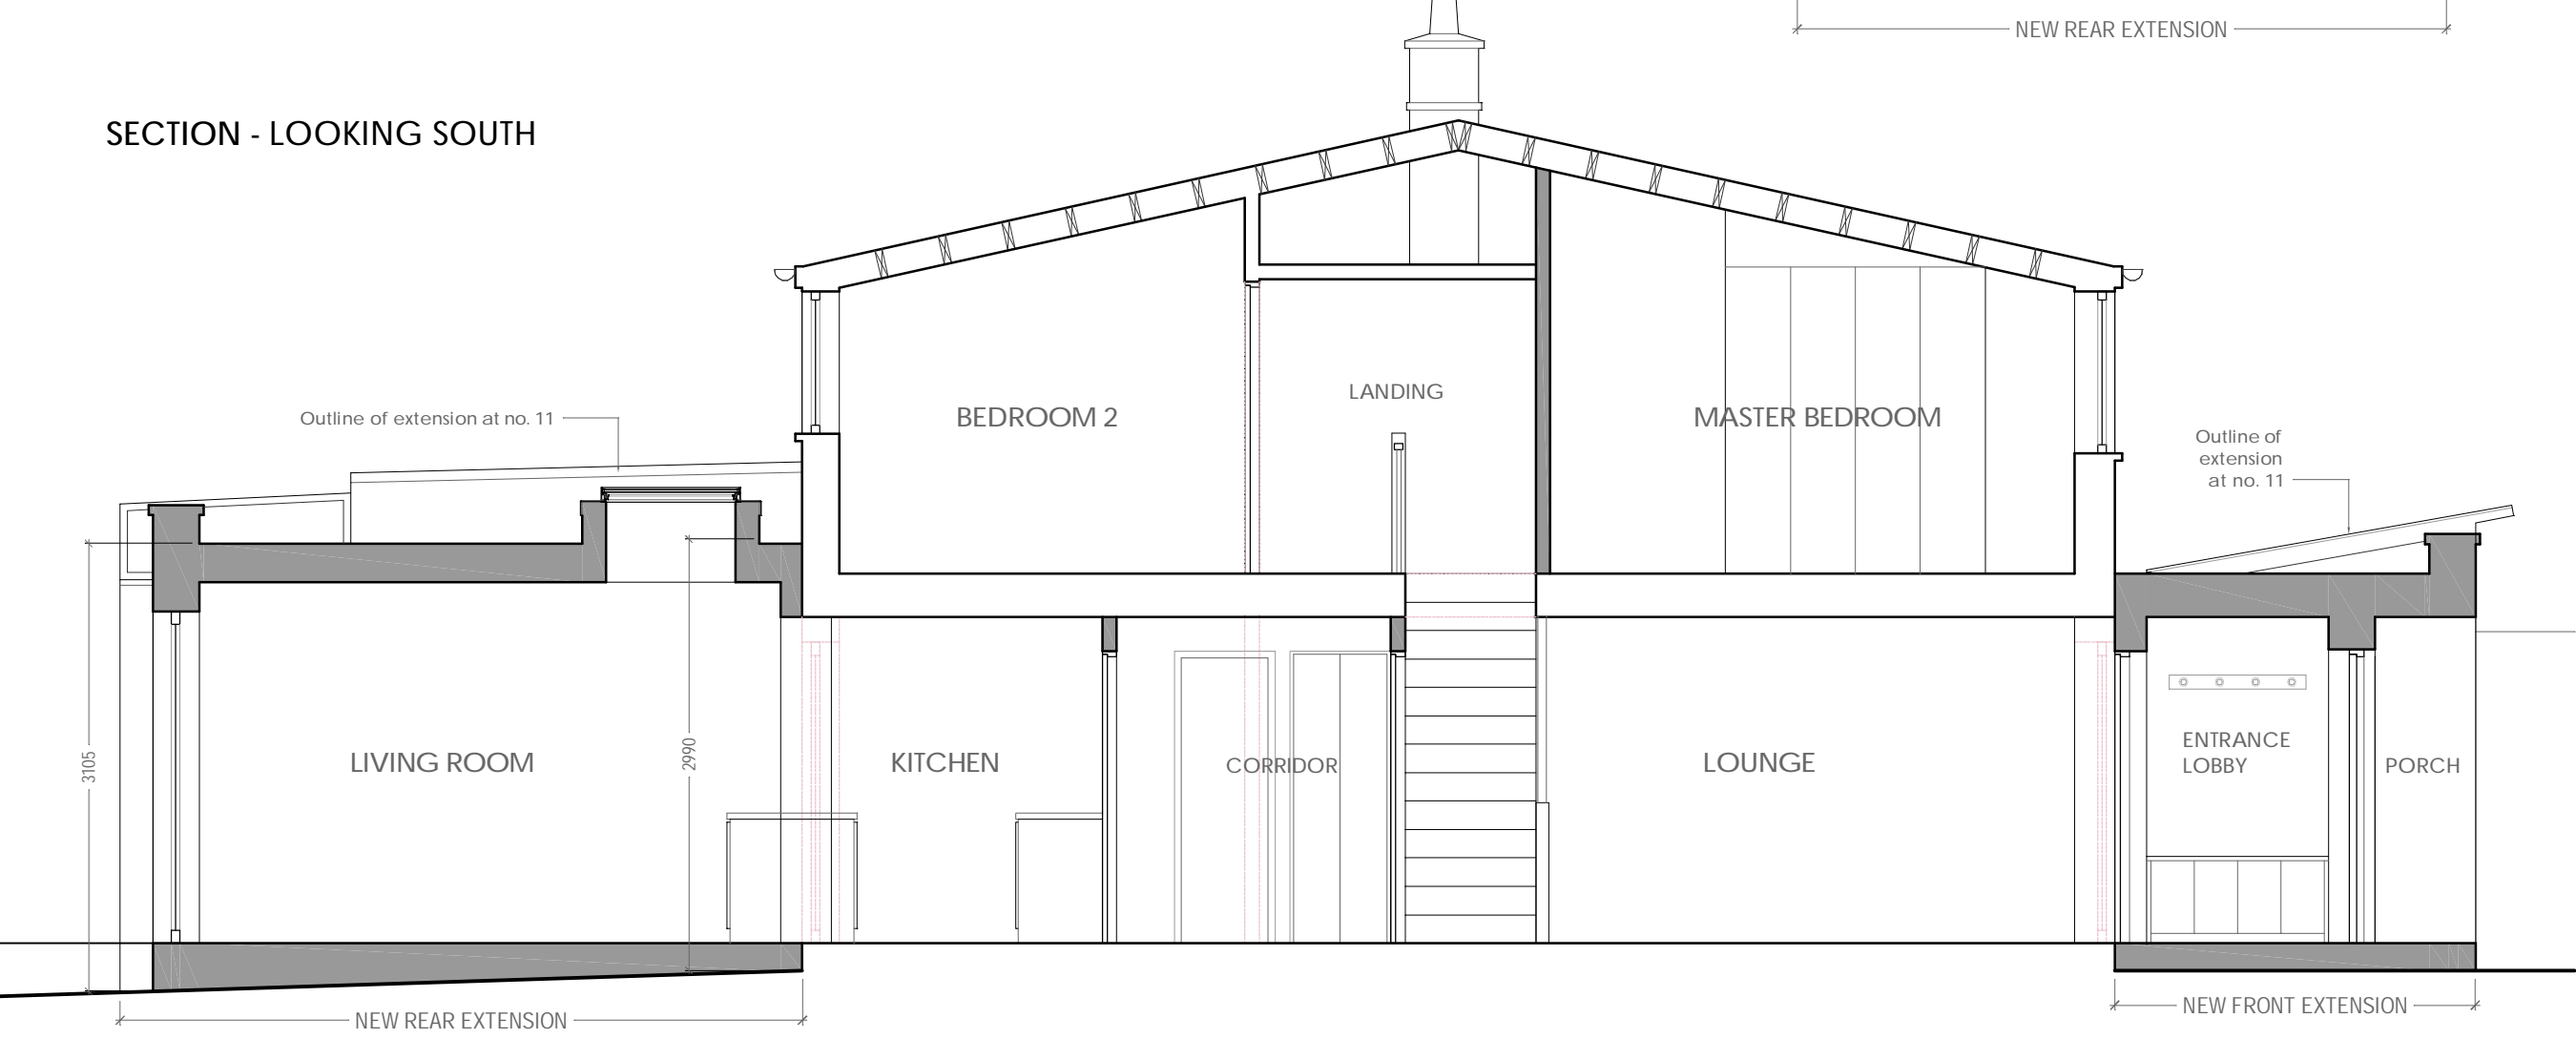 NEW REAR EXTENSION
SECTION - LOOKING SOUTH
LANDING
BEDROOM 2
MASTER BEDROOM
Outline of extension at no. 11
Outline of
extension
at no. 11
3105
2990
LIVING ROOM
KITCHEN
CORRIDOR
LOUNGE
ENTRANCE
LOBBY
PORCH
NEW REAR EXTENSION
NEW FRONT EXTENSION